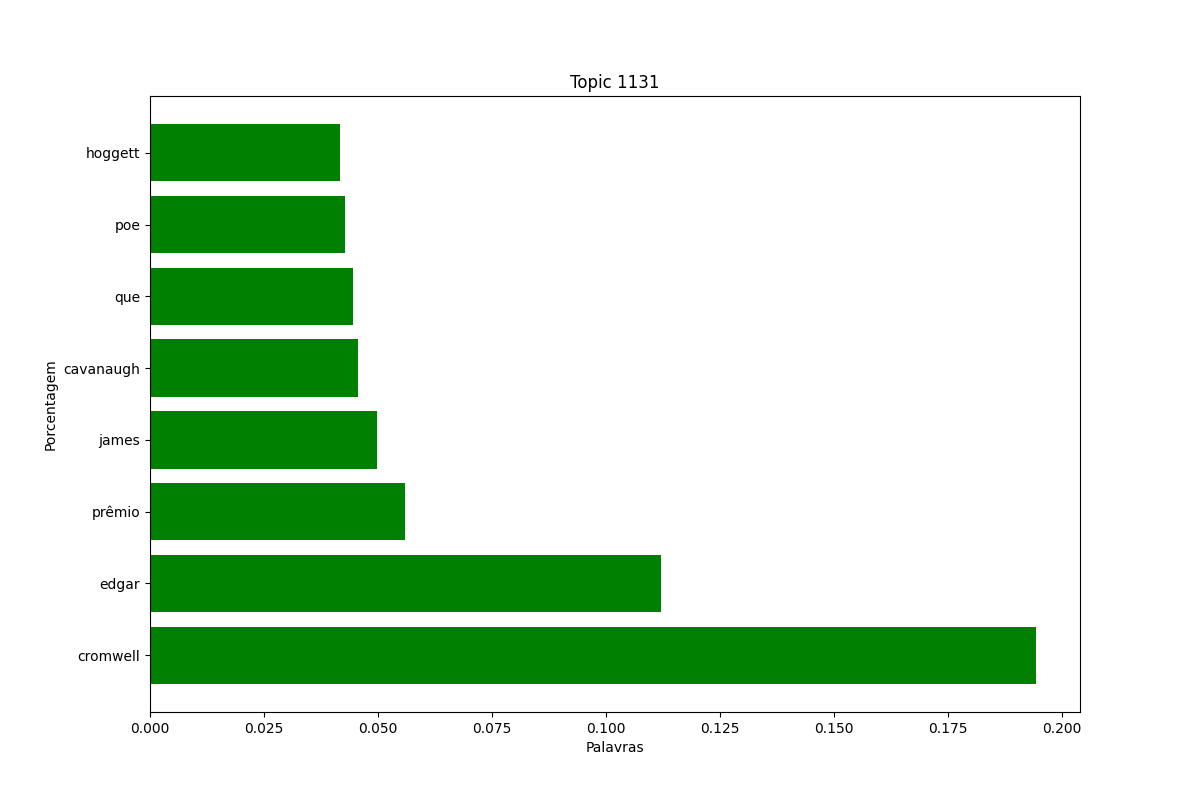 Topic 1131
hoggett
poe
que
cavanaugh
james
prêmio
edgar
cromwell
Porcentagem
0.000 0.025 0.050 0.075 0.100 0.125 0.150 0.175 0.200
Palavras